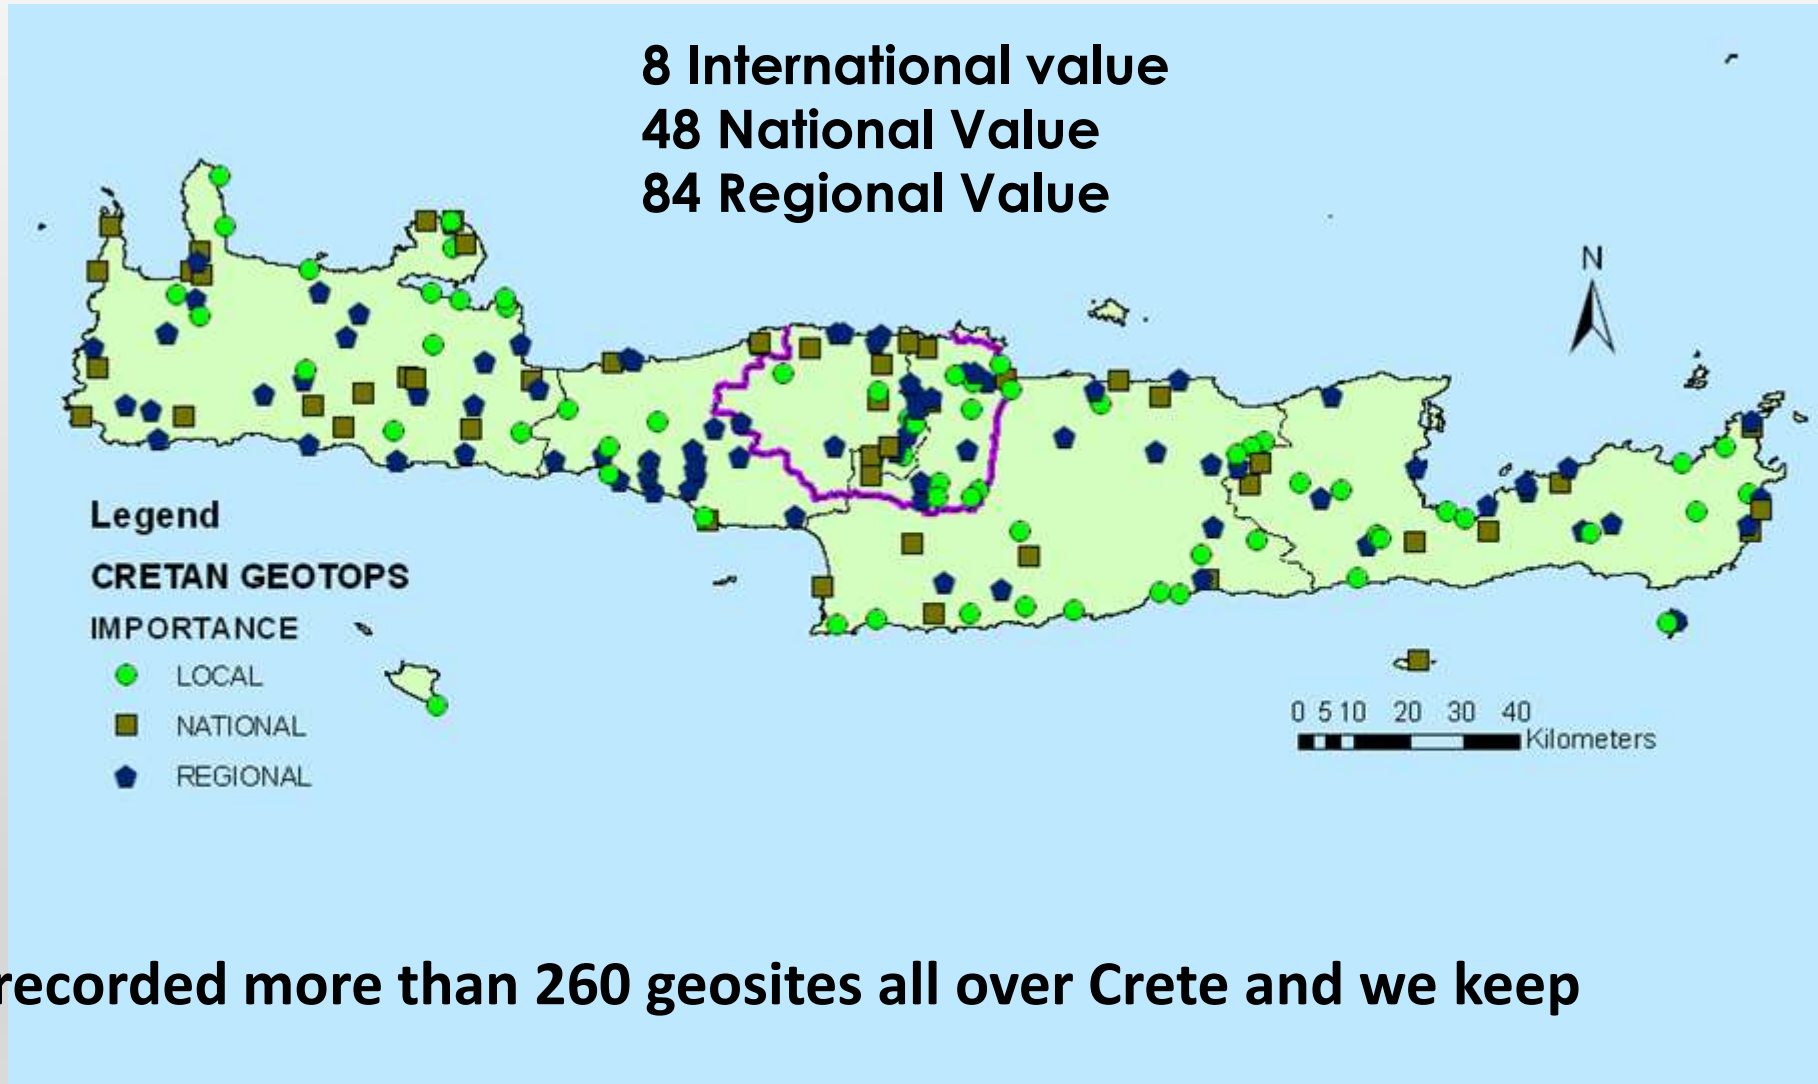 8 International value
48 National Value
84 Regional Value
N
Legend
CRETAN GEOTOPS
IMPORTANCE
LOCAL
NATIONAL
REGIONAL
0 5 10 20 30 40
Kilometers
recorded more than 260 geosites all over Crete and we keep